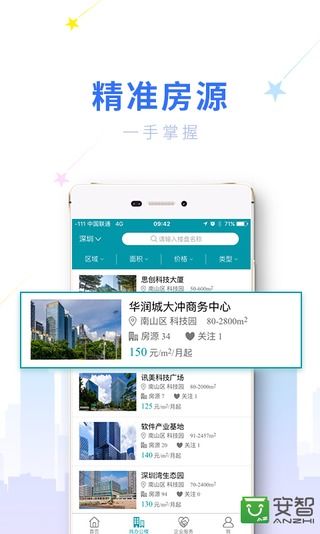 精准房源
一手掌握
-111 中国联通 4G 09:42 11%
深圳 请输入楼盘名称
区域 面积 价格 类型
思创科技大厦
南山区 科技园 50-600m²
华润城大冲商务中心
南山区 科技园 80-2800m²
房源 34 关注 1
150 元/m²/月起
讯美科技广场
南山区 科技园 80-2000m²
房源 7 关注 1
125 元/m²/月起
软件产业基地
南山区 科技园 91-2457m²
房源 20 关注 1
140 元/m²/月起
深圳湾生态园
南山区 科技园
房源 24 关注 1
130 元/m²/月起
首页 商办公楼 企业服务 我
安智
ANZHI